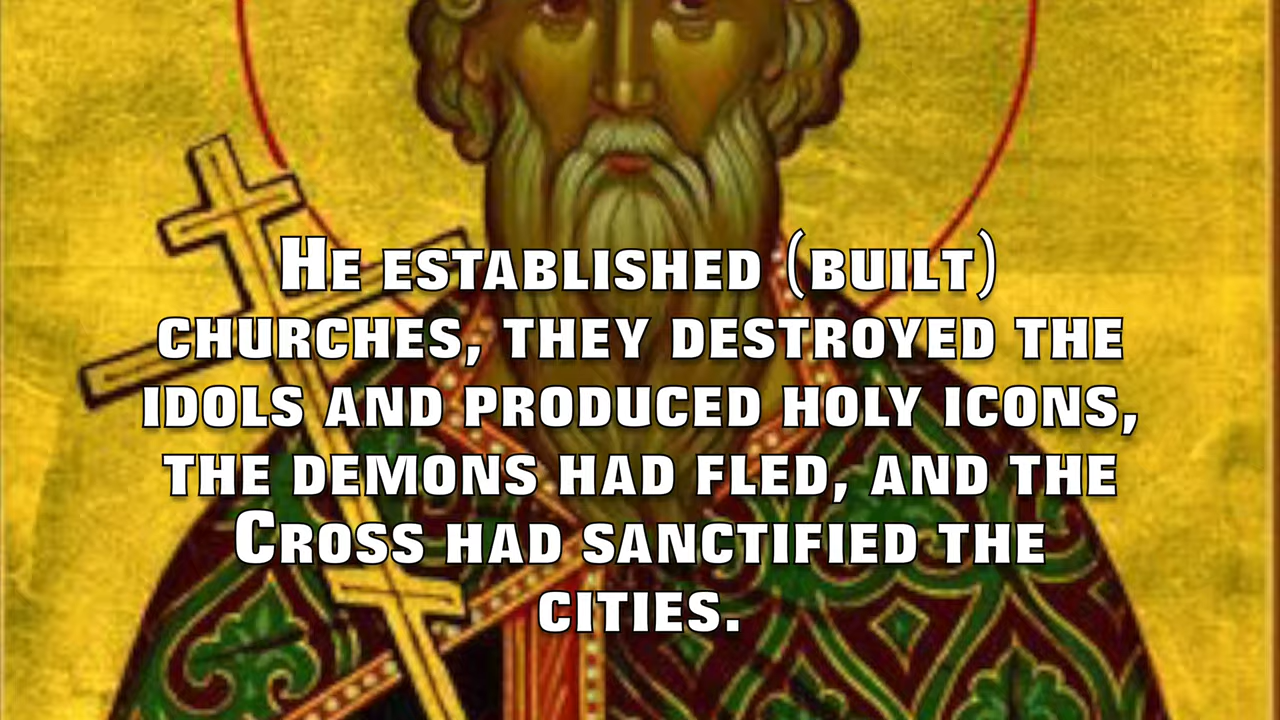 He established (built)
churches, they destroyed the
idols and produced holy icons,
the demons had fled, and the
Cross had sanctified the
cities.